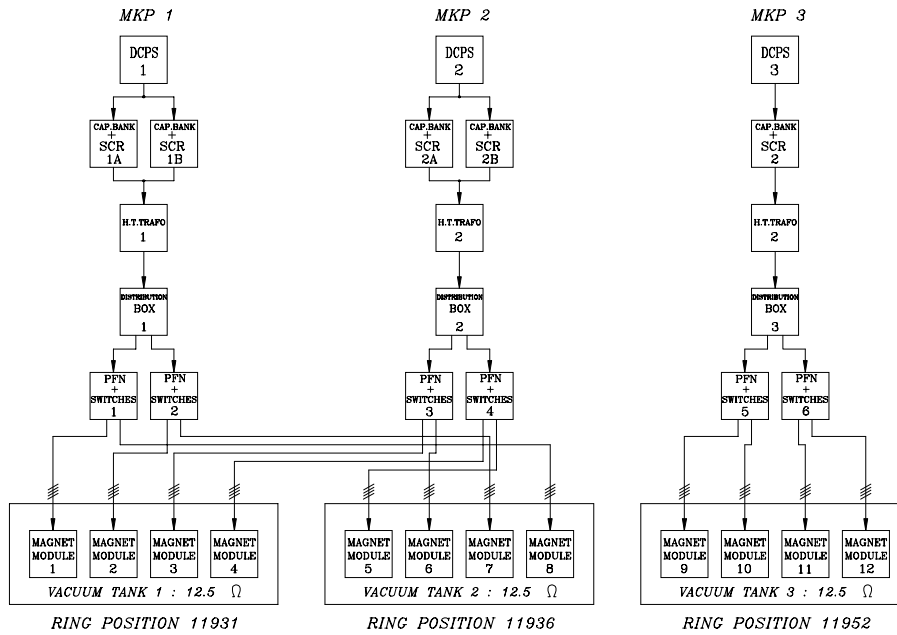 MKP 1
MKP 2
MKP 3
DCPS
1
DCPS
2
DCPS
3
CAP.BANK
+
SCR
1A
CAP.BANK
+
SCR
1B
CAP.BANK
+
SCR
2A
CAP.BANK
+
SCR
2B
CAP.BANK
+
SCR
2
H.T.TRAFO
1
H.T.TRAFO
2
H.T.TRAFO
2
DISTRIBUTION
BOX
1
DISTRIBUTION
BOX
2
DISTRIBUTION
BOX
3
PFN
+
SWITCHES
1
PFN
+
SWITCHES
2
PFN
+
SWITCHES
3
PFN
+
SWITCHES
4
PFN
+
SWITCHES
5
PFN
+
SWITCHES
6
MAGNET
MODULE
1
MAGNET
MODULE
2
MAGNET
MODULE
3
MAGNET
MODULE
4
MAGNET
MODULE
5
MAGNET
MODULE
6
MAGNET
MODULE
7
MAGNET
MODULE
8
MAGNET
MODULE
9
MAGNET
MODULE
10
MAGNET
MODULE
11
MAGNET
MODULE
12
VACUUM TANK 1 : 12.5 Ω
VACUUM TANK 2 : 12.5 Ω
VACUUM TANK 3 : 12.5 Ω
RING POSITION 11931
RING POSITION 11936
RING POSITION 11952